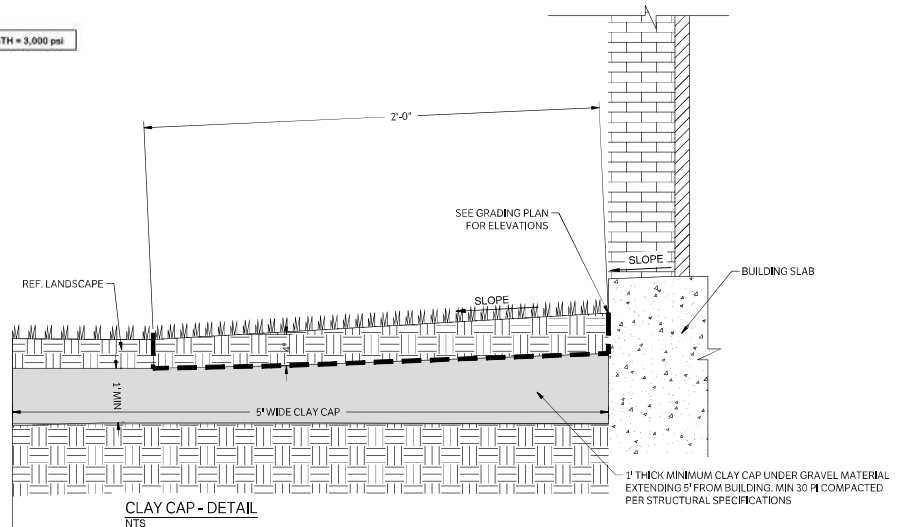 TH = 3,000 psi
2'-0"
SEE GRADING PLAN
FOR ELEVATIONS
SLOPE
BUILDING SLAB
REF. LANDSCAPE
SLOPE
4"
1' MIN
5' WIDE CLAY CAP
1' THICK MINIMUM CLAY CAP UNDER GRAVEL MATERIAL
EXTENDING 5' FROM BUILDING. MIN 30 PI COMPACTED
PER STRUCTURAL SPECIFICATIONS
CLAY CAP - DETAIL
NTS